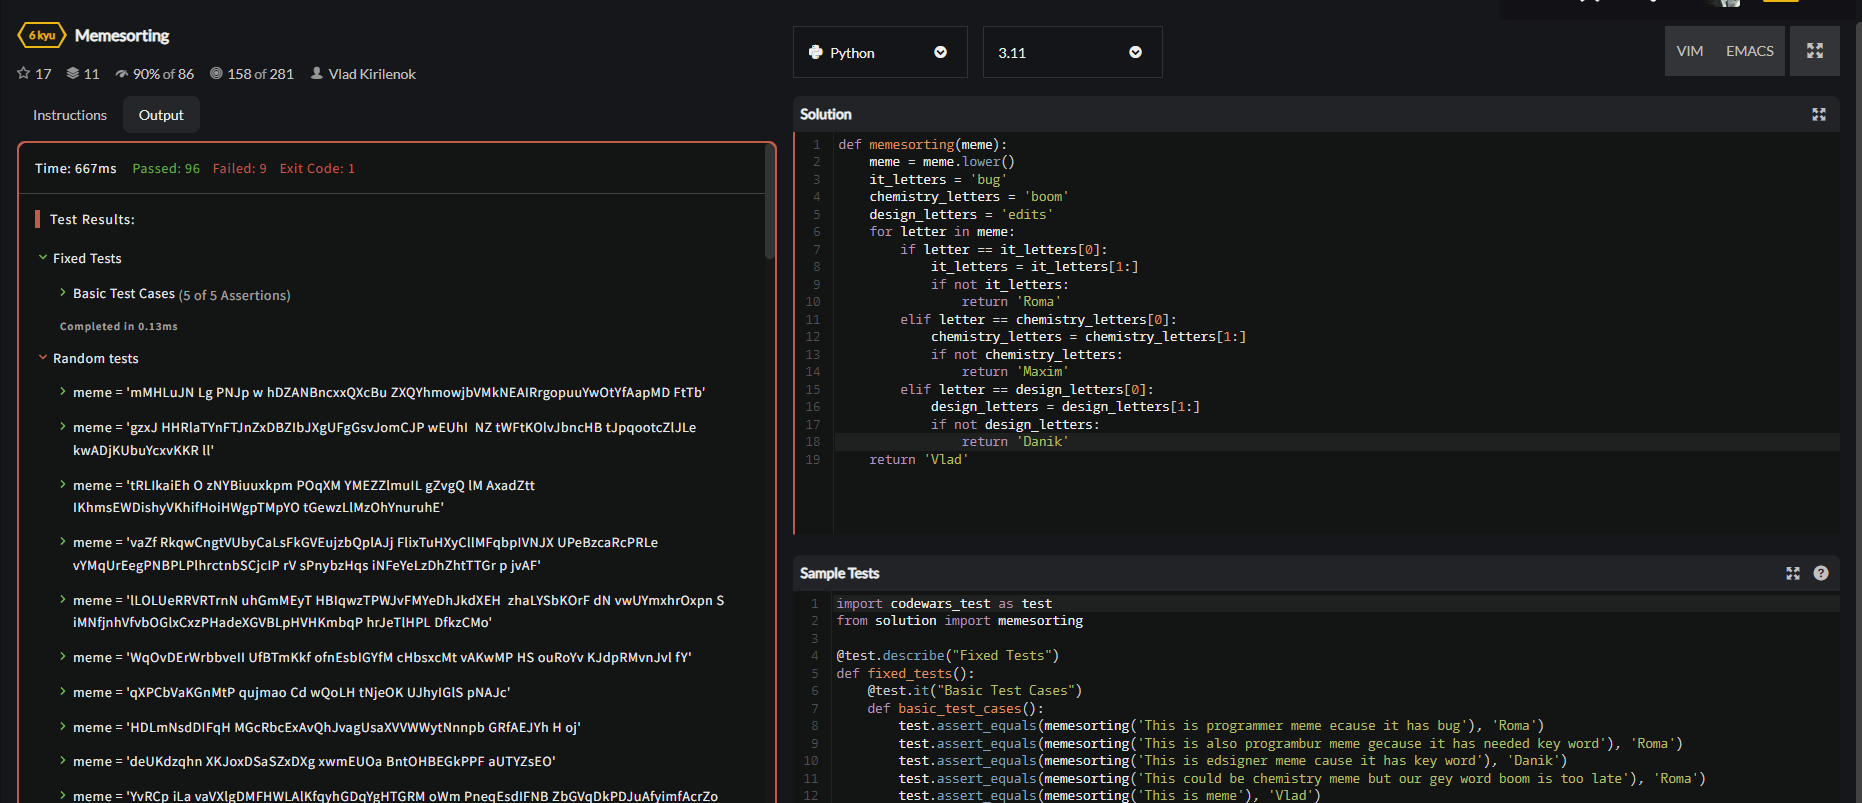 6 kyu Memesorting
17 11 90% of 86 158 of 281 Vlad Kirilenok
Instructions Output
Time: 667ms Passed: 96 Failed: 9 Exit Code: 1
Test Results:
Fixed Tests
Basic Test Cases (5 of 5 Assertions)
Completed in 0.13ms
Random tests
meme = 'mMHLuJN Lg PNJp w hDZANBncxxQXcBu ZXQYhmowjbVMkNEAIRrgopuuYwOtYfAapMD FtTb'
meme = 'gzxJ HHRlaTYnFTJnZxDBZIbJXgUFgGsvJomCJP wEUhI  NZ tWFtKOlvJbncHB tJpqootcZlJLe
kwADjKUbuYcxvKKR ll'
meme = 'tRLIkaiEh O zNYBiuuxkpm POqXM YMEZZlmuIL gZvgQ lM AxadZtt
IKhmsEWDishyVKhifHoiHWgpTMpYO tGewzLlMzOhYnuruhE'
meme = 'vaZf RkqwCngtVUbyCaLsFkGVEujzbQplAJj FlixTuHXyCllMFqbpIVNJX UPeBzcaRcPRLe
vYMqUrEegPNBPLPlhrctnbSCjcIP rV sPnybzHqs iNFeYeLzDhZhtTTGr p jvAF'
meme = 'lLOLUeRRVRTrnN uhGmMEyT HBIqwzTPWJvFMYeDhJkdXEH  zhaLYSbKOrF dN vwUYmxhrOxpn S
iMNfjnhVfvbOGlxCxzPHadeXGVBLpHVHKmbqP hrJeTlHPL DfkzCMo'
meme = 'WqOvDErWrbbveII UfBTmKkf ofnEsbIGYfM cHbsxcMt vAKwMP HS ouRoYv KJdpRMvnJvl fY'
meme = 'qXPCbVaKGnMtP qujmao Cd wQoLH tNjeOK UJhyIGlS pNAJc'
meme = 'HDLmNsdDIFqH MGcRbcExAvQhJvagUsaXVVWWytNnnpb GRfAEJYh H oj'
meme = 'deUKdzqhn XKJoxDSaSZxDXg xwmEUOa BntOHBEGkPPF aUTYZsEO'
meme = 'YvRCp iLa vaVXlgDMFHWLAlKfqyhGDqYgHTGRM oWm PneqEsdIFNB ZbGVqDkPDJuAfyimfAcrZo
Python 3.11 VIM EMACS
Solution
1 def memesorting(meme):
2 meme = meme.lower()
3 it_letters = 'bug'
4 chemistry_letters = 'boom'
5 design_letters = 'edits'
6 for letter in meme:
7 if letter == it_letters[0]:
8 it_letters = it_letters[1:]
9 if not it_letters:
10 return 'Roma'
11 elif letter == chemistry_letters[0]:
12 chemistry_letters = chemistry_letters[1:]
13 if not chemistry_letters:
14 return 'Maxim'
15 elif letter == design_letters[0]:
16 design_letters = design_letters[1:]
17 if not design_letters:
18 return 'Danik'
19 return 'Vlad'
Sample Tests
1 import codewars_test as test
2 from solution import memesorting
3
4 @test.describe("Fixed Tests")
5 def fixed_tests():
6 @test.it("Basic Test Cases")
7 def basic_test_cases():
8 test.assert_equals(memesorting('This is programmer meme ecause it has bug'), 'Roma')
9 test.assert_equals(memesorting('This is also programbur meme gecause it has needed key word'), 'Roma')
10 test.assert_equals(memesorting('This is edsigner meme cause it has key word'), 'Danik')
11 test.assert_equals(memesorting('This could be chemistry meme but our gey word boom is too late'), 'Roma')
12 test.assert_equals(memesorting('This is meme'), 'Vlad')